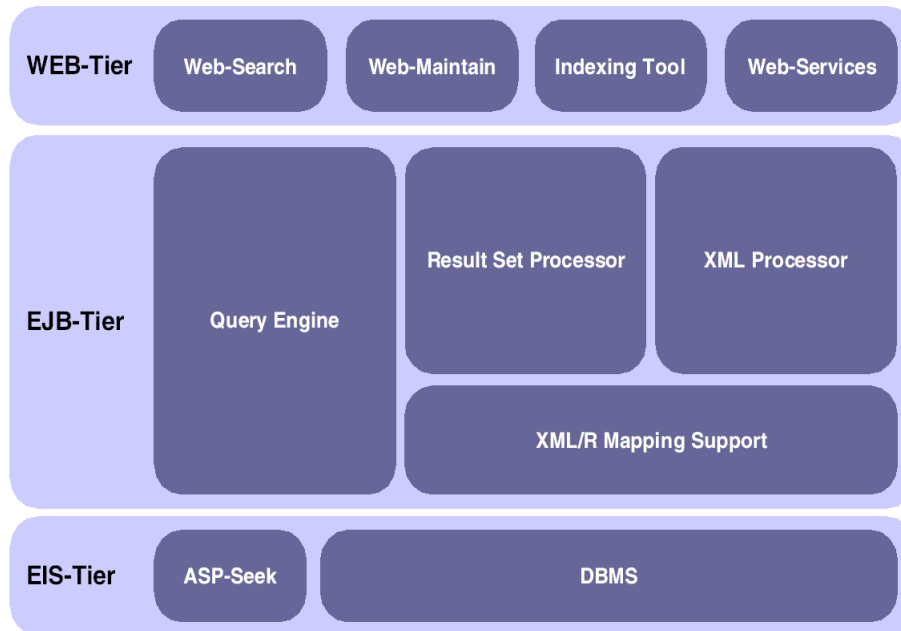 WEB-Tier
Web-Search
Web-Maintain
Indexing Tool
Web-Services
EJB-Tier
Query Engine
Result Set Processor
XML Processor
XML/R Mapping Support
EIS-Tier
ASP-Seek
DBMS